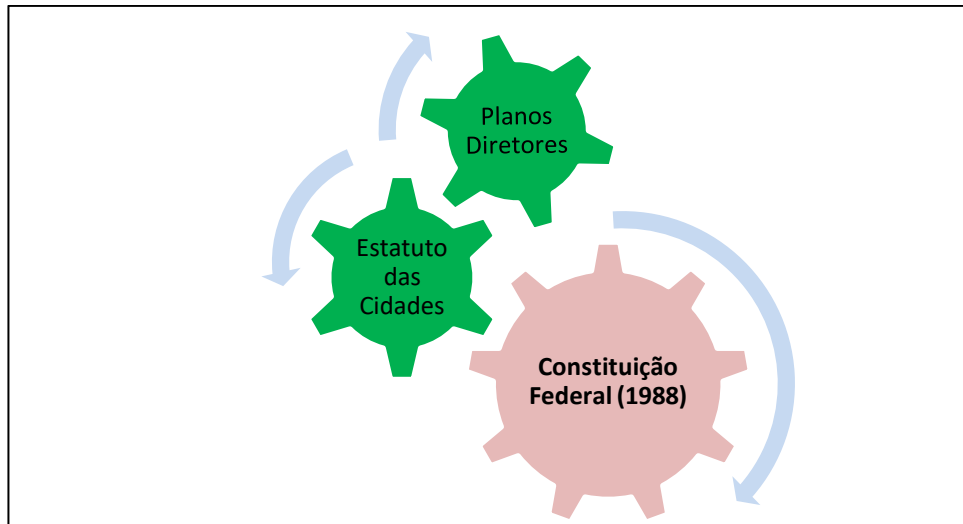 Planos
Diretores
Estatuto
das
Cidades
Constituição
Federal (1988)